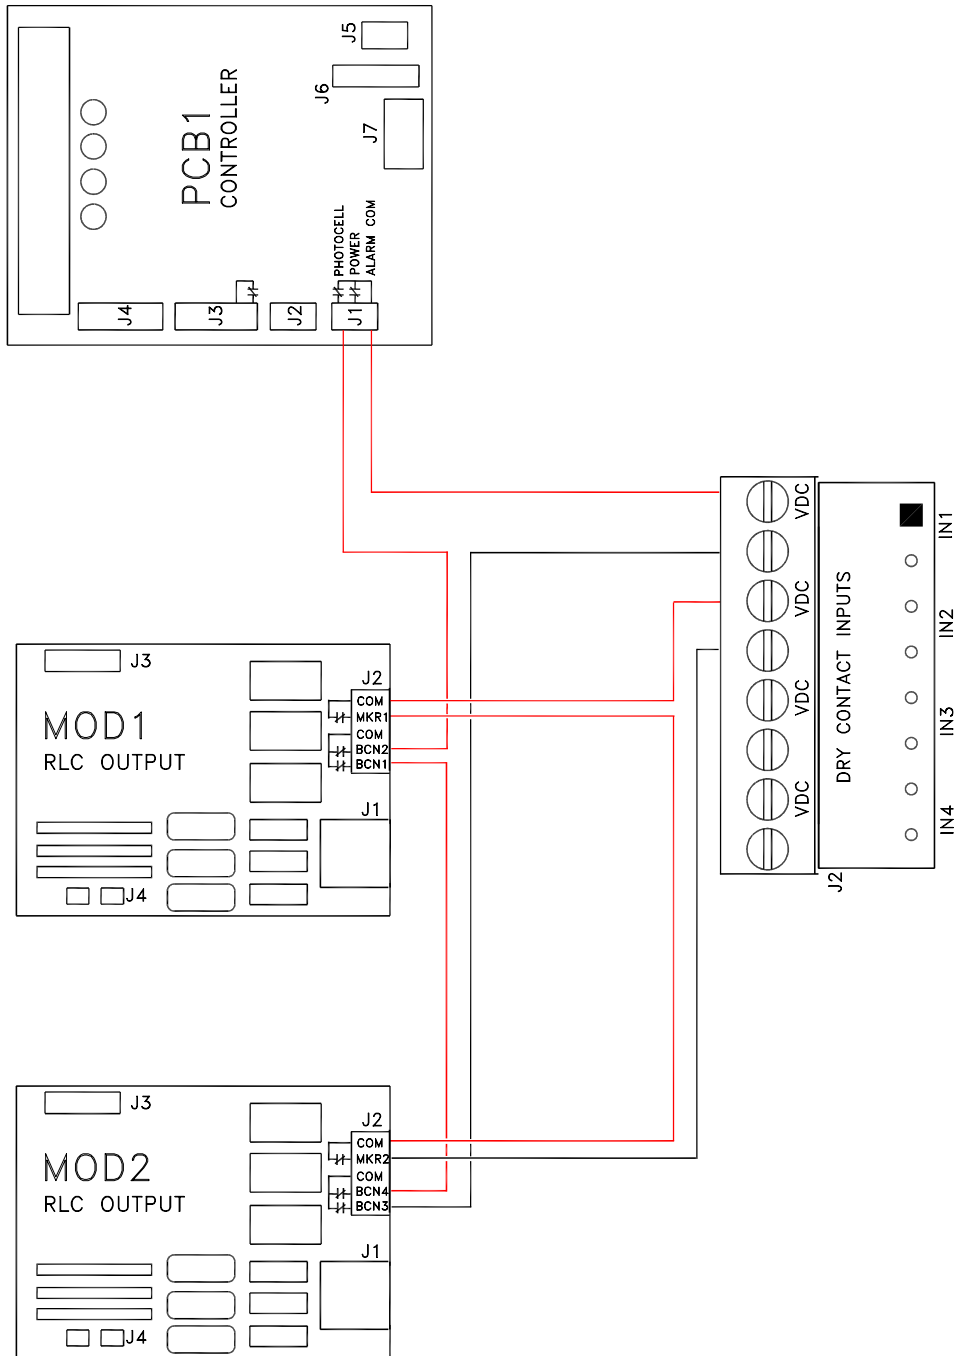 J5
J6
J7
PCB1
CONTROLLER
PHOTOCELL
POWER
ALARM COM
J4
J3
J2
J1
VDC
VDC
VDC
VDC
DRY CONTACT INPUTS
IN1
IN2
IN3
IN4
J2
J3
J2
MOD1
RLC OUTPUT
COM
MKR1
COM
BCN2
BCN1
J1
J4
J3
J2
MOD2
RLC OUTPUT
COM
MKR2
COM
BCN4
BCN3
J1
J4